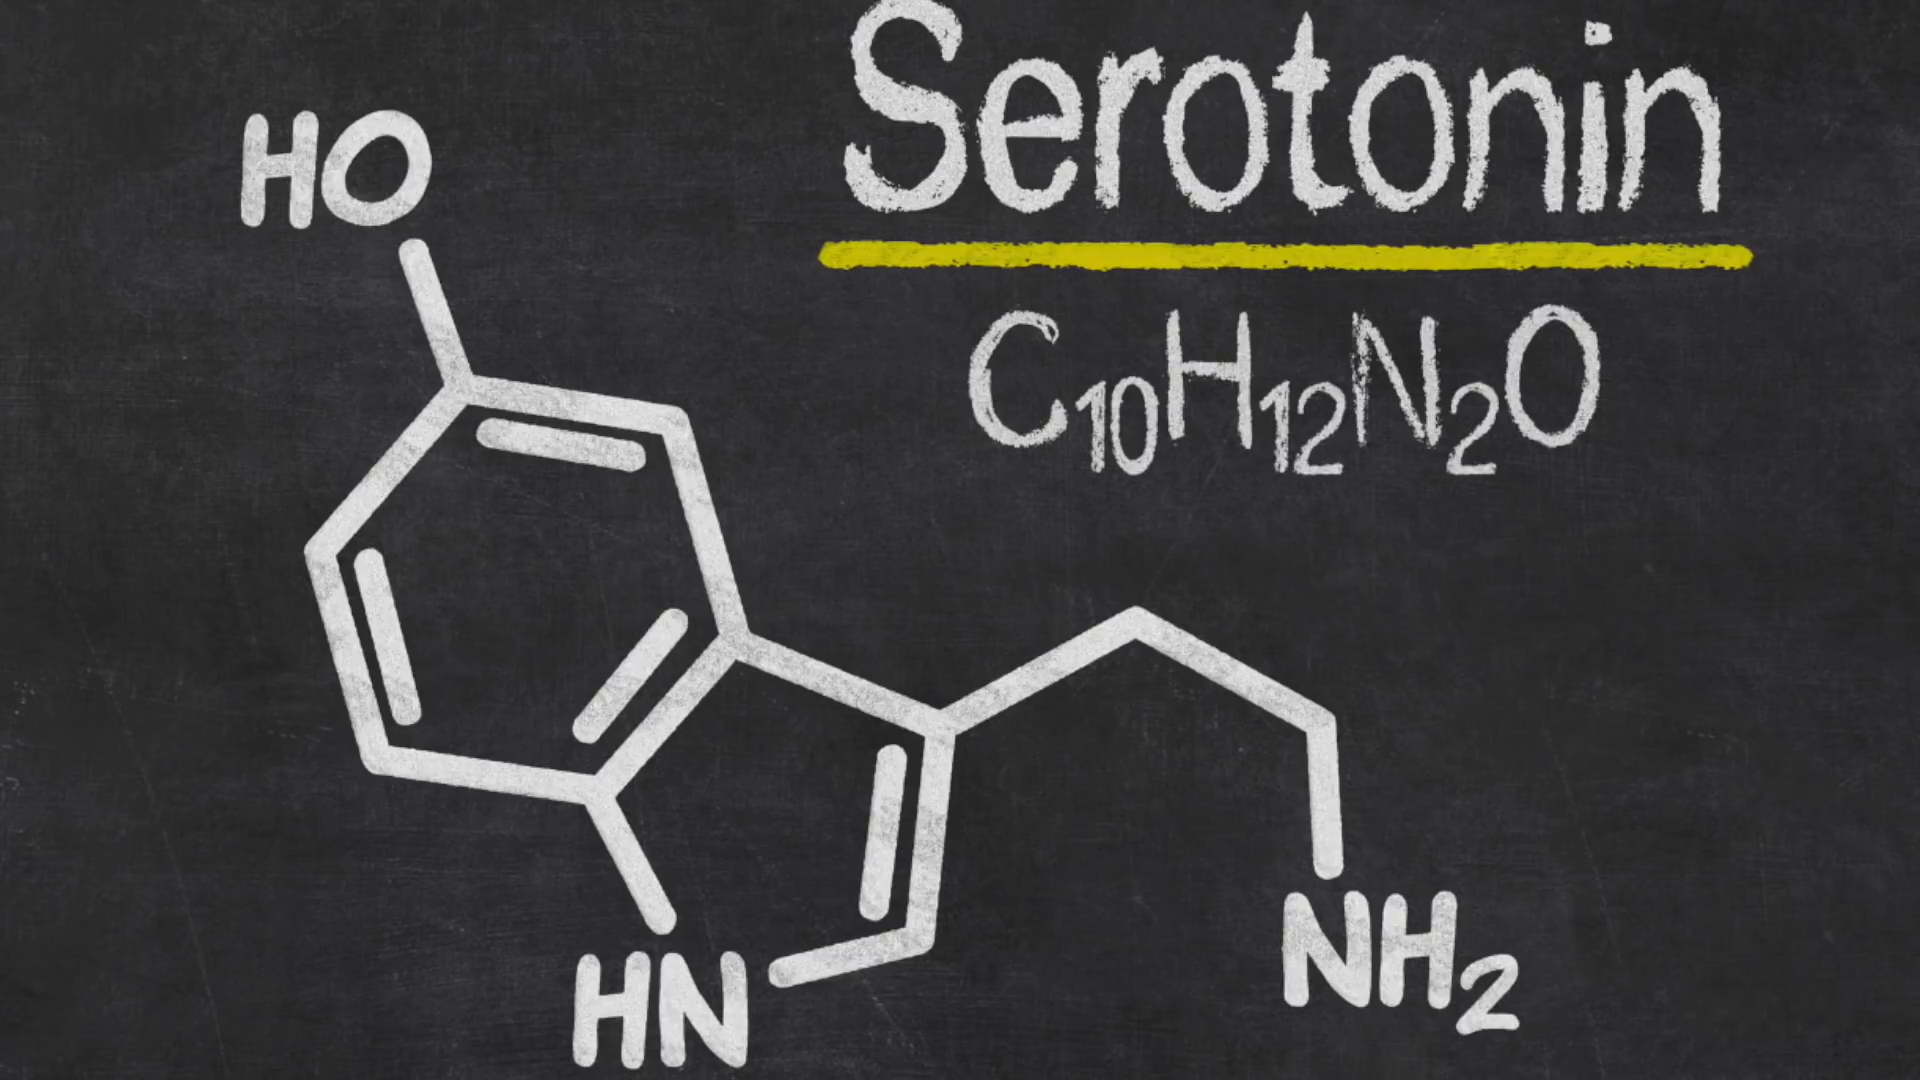 Serotonin
C₁₀H₁₂N₂O
HO
HN
NH₂